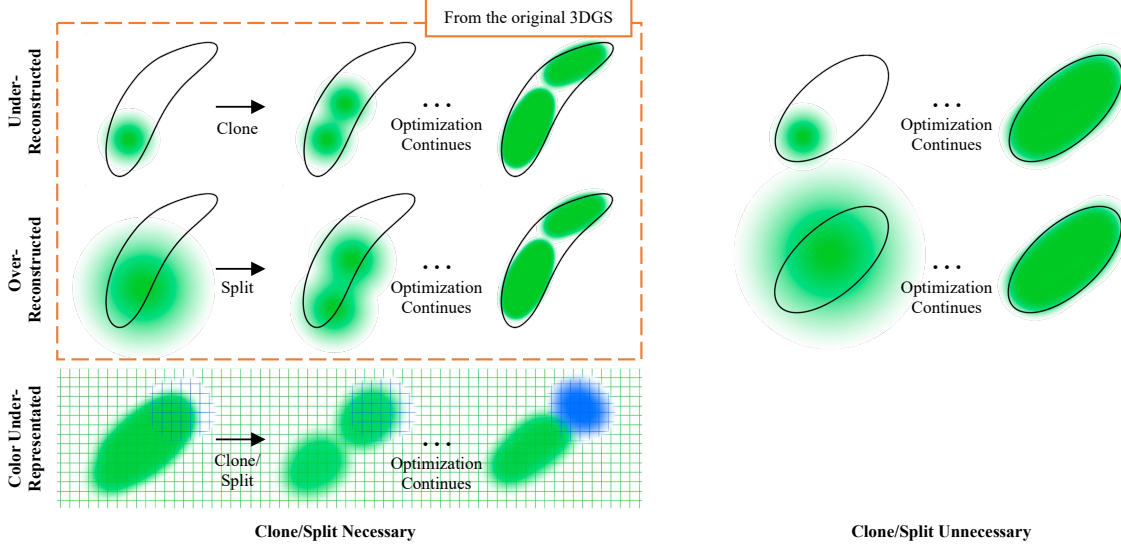 From the original 3DGS
Under-
Reconstructed
Clone
...
Optimization
Continues
...
Optimization
Continues
Over-
Reconstructed
Split
...
Optimization
Continues
...
Optimization
Continues
Color Under-
Representated
Clone/
Split
...
Optimization
Continues
Clone/Split Necessary
Clone/Split Unnecessary